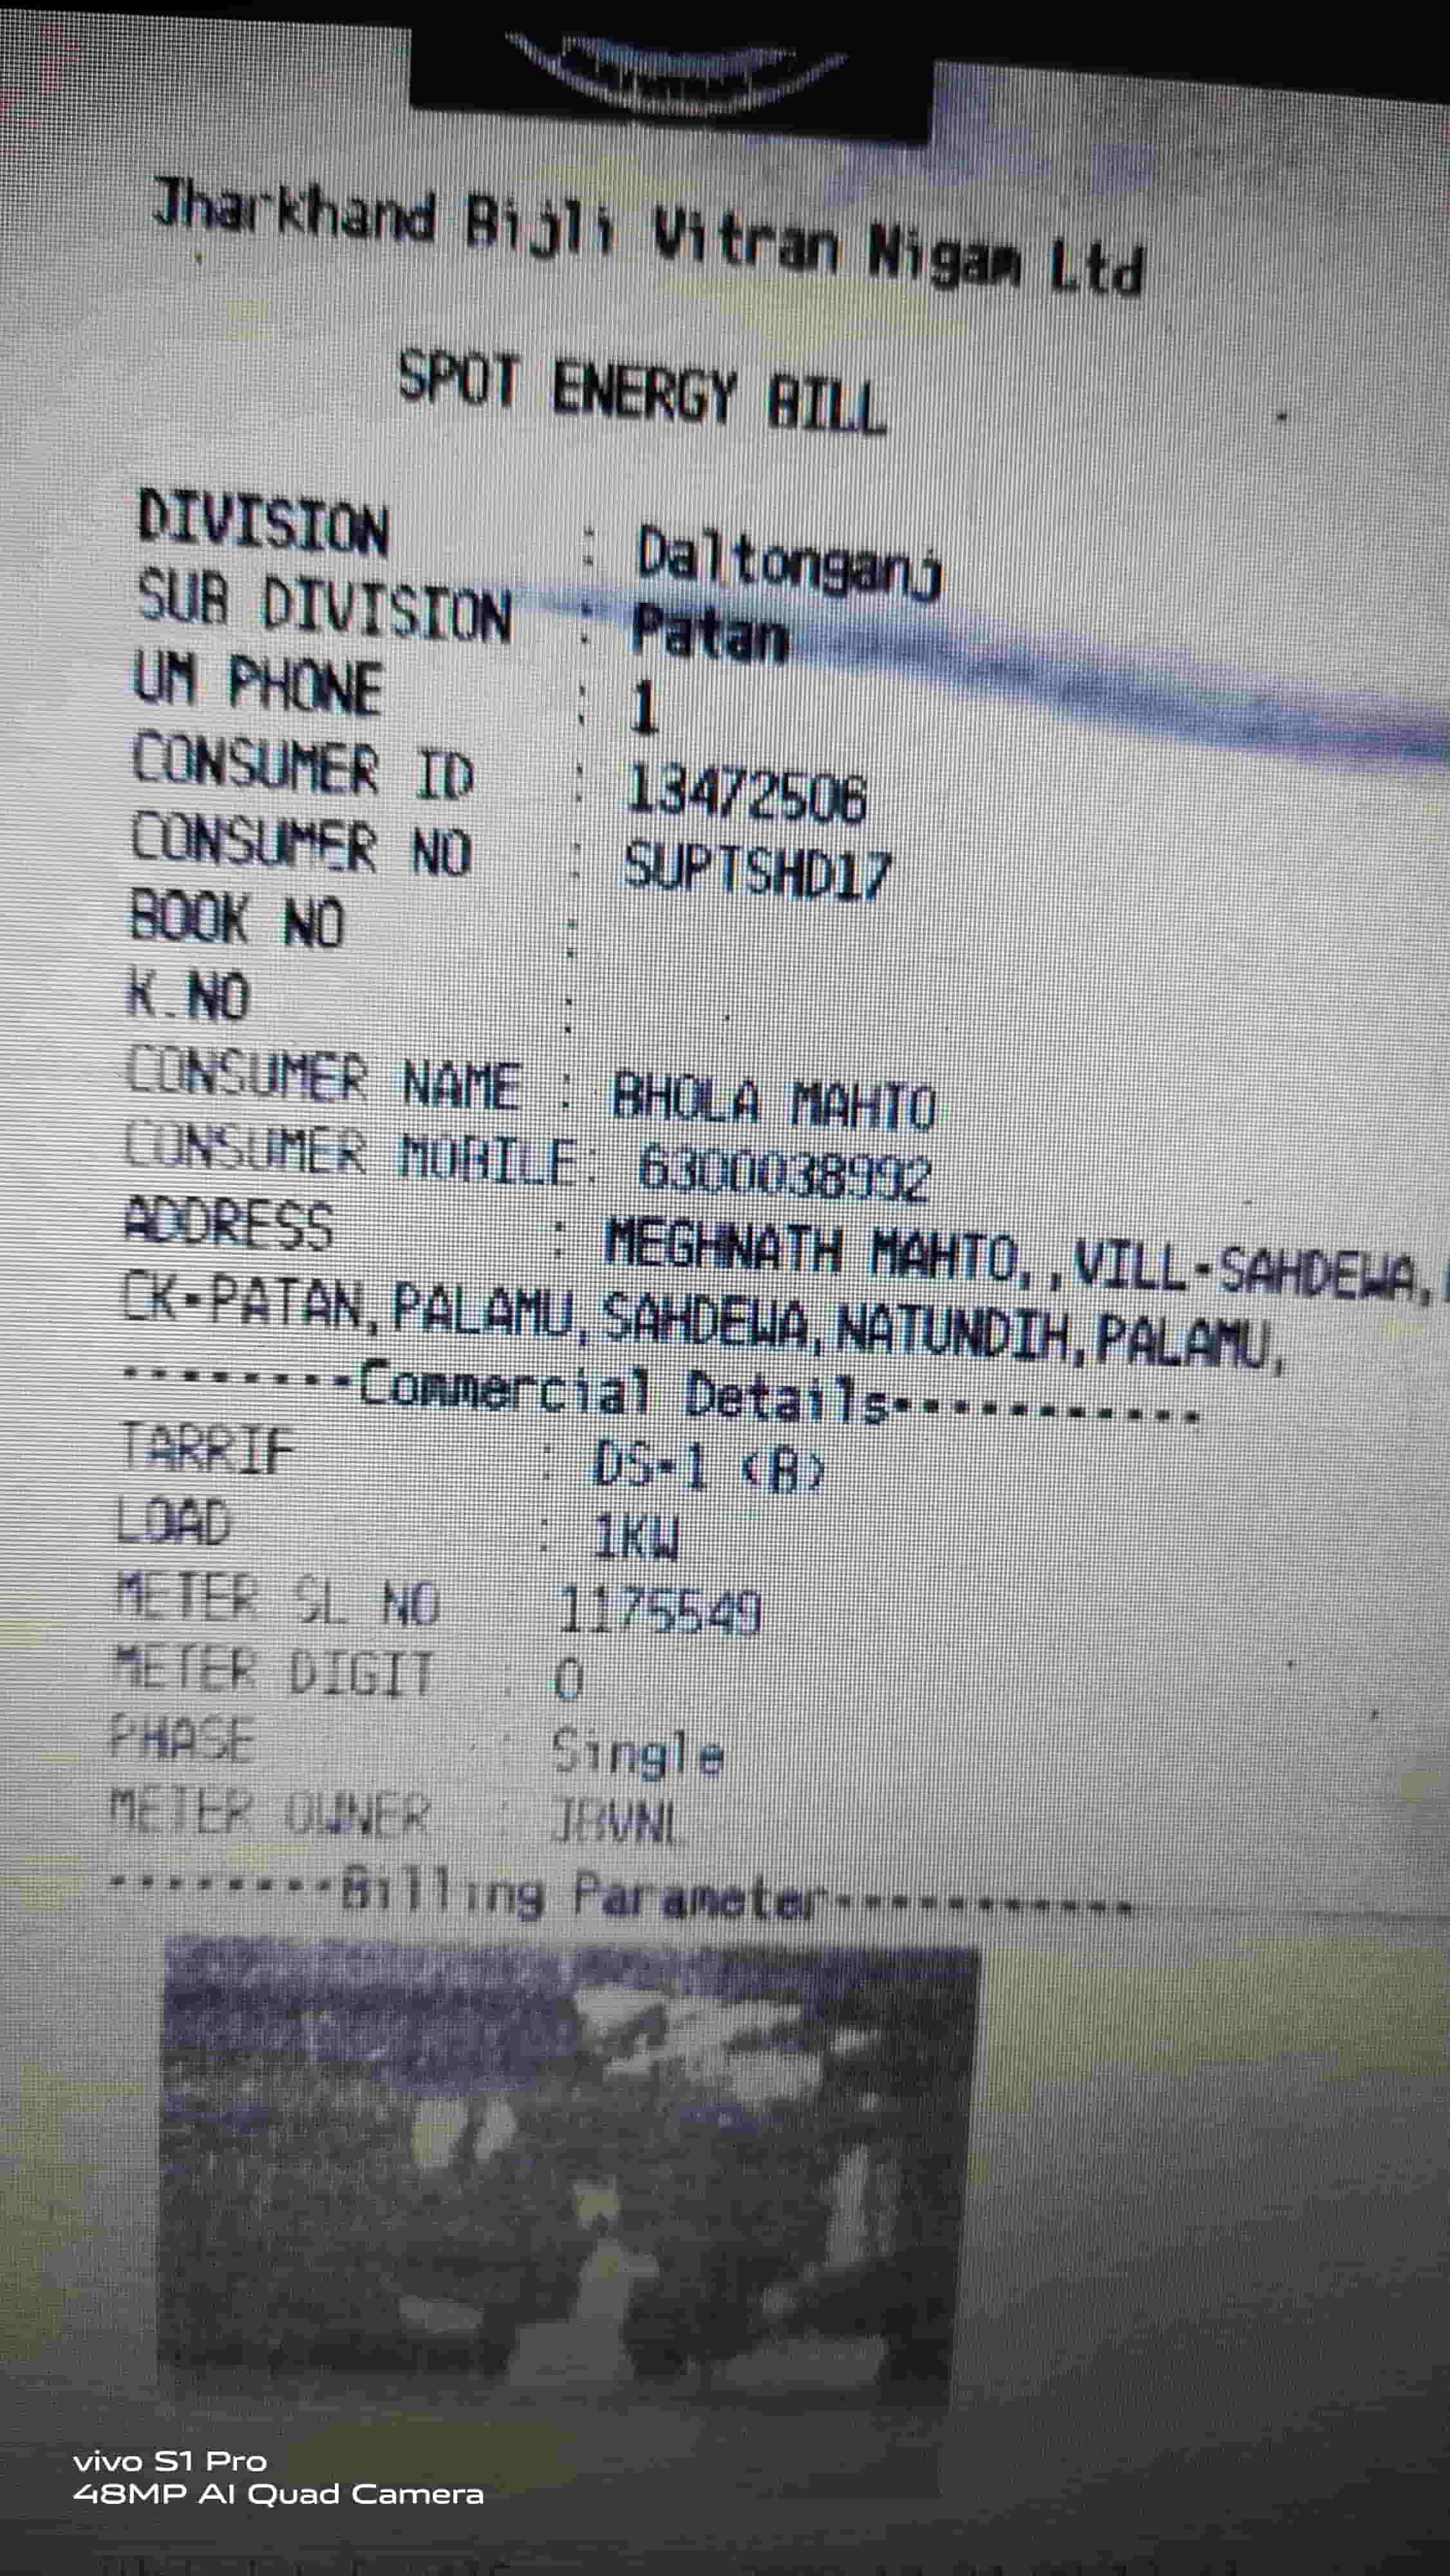 Jharkhand Bijli Vitran Nigam Ltd
SPOT ENERGY BILL
DIVISION : Daltonganj
SUB DIVISION : Patan
UM PHONE : 1
CONSUMER ID : 13472506
CONSUMER NO : SUPTSHD17
BOOK NO :
K.NO :
CONSUMER NAME : BHOLA MAHTO
CONSUMER MOBILE: 6300038992
ADDRESS : MEGHNATH MAHTO,,VILL-SAHDEWA,
CK-PATAN,PALAMU,SAHDEWA,NATUNDIH,PALAMU,
--------Commercial Details-----------
TARRIF : DS-1 (B)
LOAD : 1KW
METER SL NO : 1175549
METER DIGIT : 0
PHASE : Single
METER OWNER : JBVNL
--------Billing Parameter-----------
vivo S1 Pro
48MP AI Quad Camera